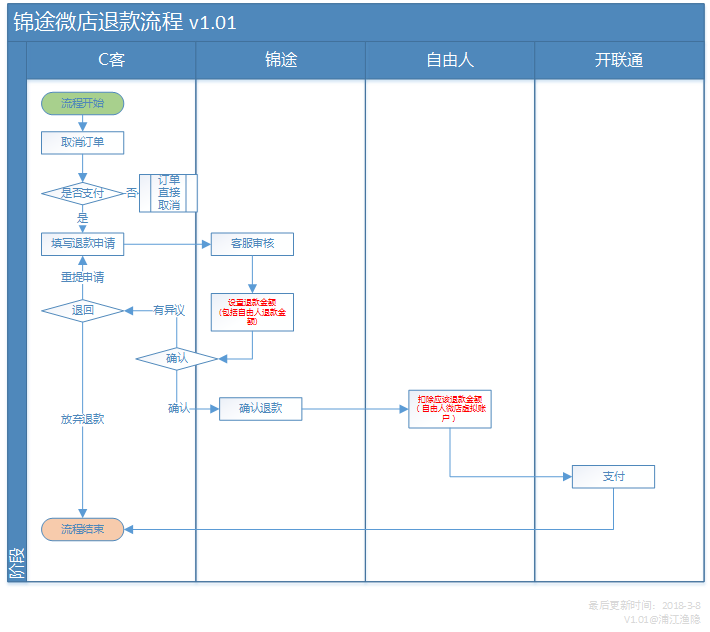 锦途微店退款流程 v1.01
C客
锦途
自由人
开联通
流程开始
取消订单
是否支付
否
订单
直接
取消
是
填写退款申请
客服审核
重提申请
设置退款金额
(包括自由人退款金
额)
退回
有异议
确认
确认
确认退款
扣除应该退款金额
（自由人微店虚拟账
户）
放弃退款
支付
流程结束
阶段
最后更新时间：2018-3-8
V1.01@浦江渔隐